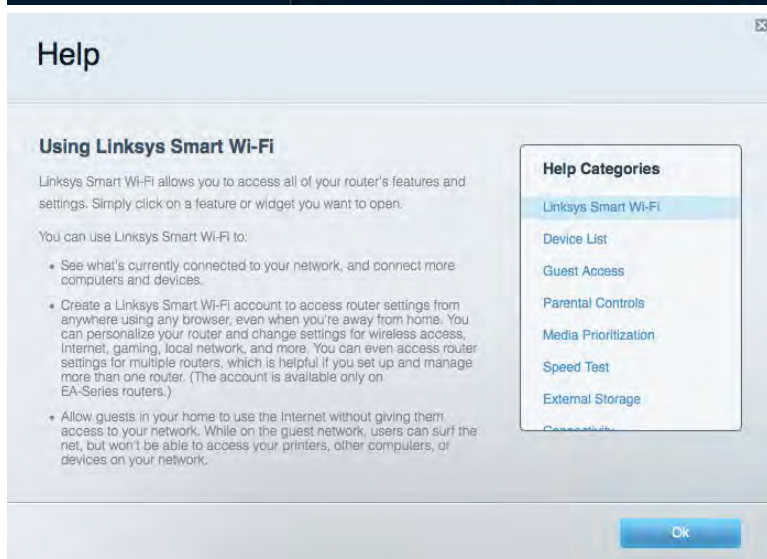 Help
Using Linksys Smart Wi-Fi
Linksys Smart Wi-Fi allows you to access all of your router's features and
settings. Simply click on a feature or widget you want to open.
You can use Linksys Smart Wi-Fi to:
• See what's currently connected to your network, and connect more
computers and devices.
• Create a Linksys Smart Wi-Fi account to access router settings from
anywhere using any browser, even when you're away from home. You
can personalize your router and change settings for wireless access,
Internet, gaming, local network, and more. You can even access router
settings for multiple routers, which is helpful if you set up and manage
more than one router. (The account is available only on
EA-Series routers.)
• Allow guests in your home to use the Internet without giving them
access to your network. While on the guest network, users can surf the
net, but won't be able to access your printers, other computers, or
devices on your network.
Help Categories
Linksys Smart Wi-Fi
Device List
Guest Access
Parental Controls
Media Prioritization
Speed Test
External Storage
Connectivity
Ok